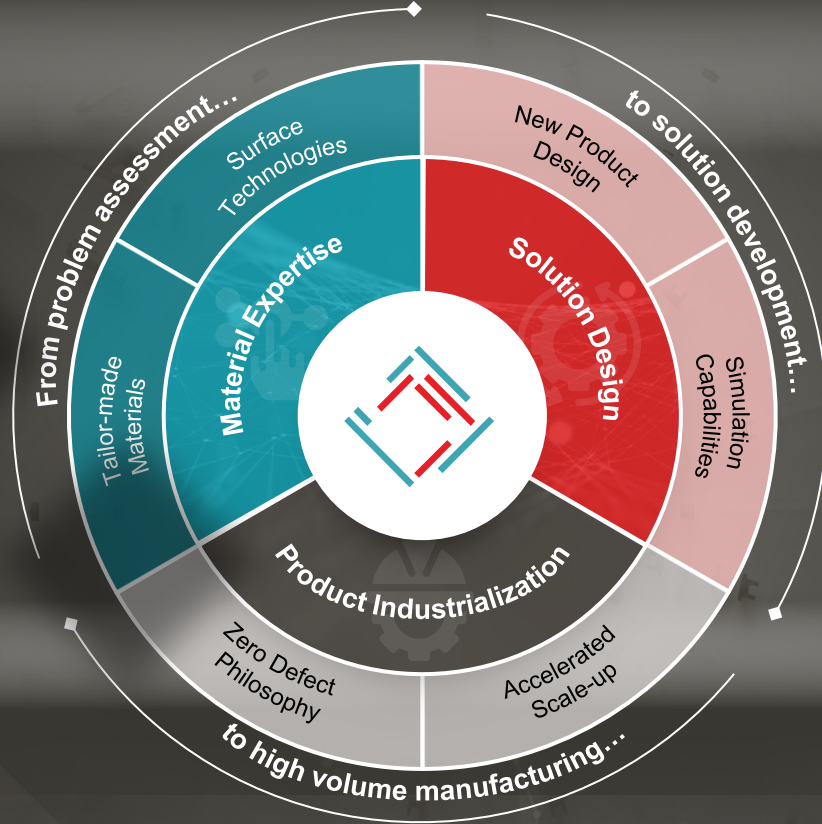 From problem assessment...
Surface
Technologies
Tailor-made
Materials
Material Expertise
to solution development...
New Product
Design
Simulation
Capabilities
Solution Design
Product Industrialization
Zero Defect
Philosophy
Accelerated
Scale-up
to high volume manufacturing...